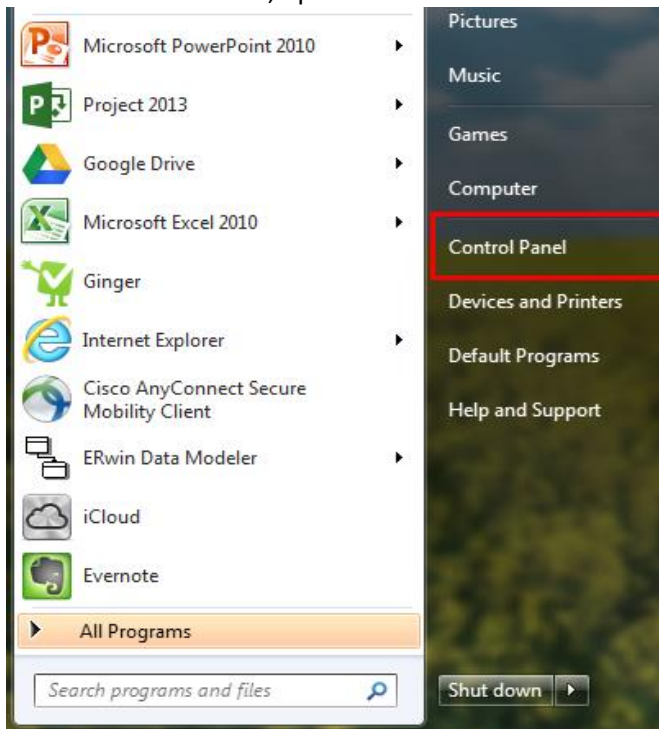 Microsoft PowerPoint 2010
Project 2013
Google Drive
Microsoft Excel 2010
Ginger
Internet Explorer
Cisco AnyConnect Secure
Mobility Client
ERwin Data Modeler
iCloud
Evernote
All Programs
Search programs and files
Pictures
Music
Games
Computer
Control Panel
Devices and Printers
Default Programs
Help and Support
Shut down